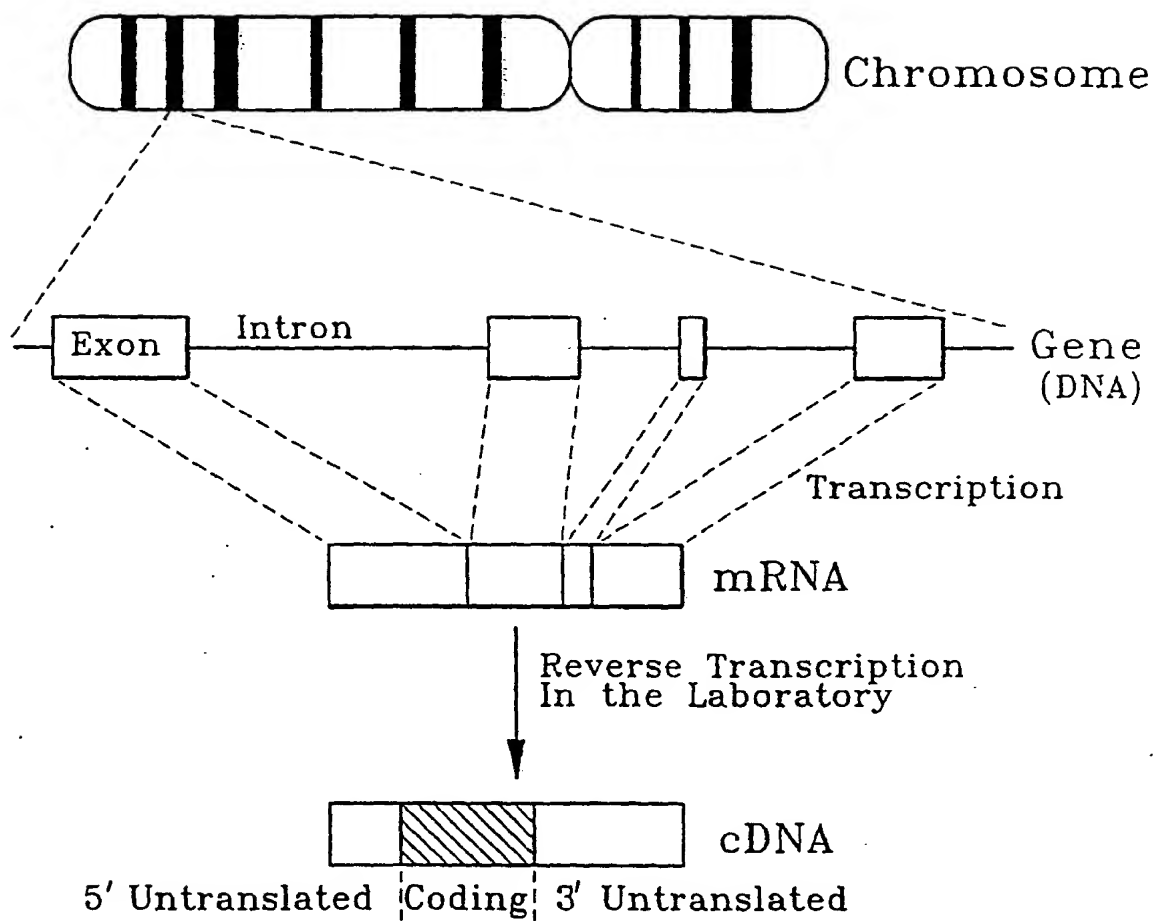 Chromosome
Exon
Intron
Gene
(DNA)
Transcription
mRNA
Reverse Transcription
In the Laboratory
cDNA
5' Untranslated Coding 3' Untranslated